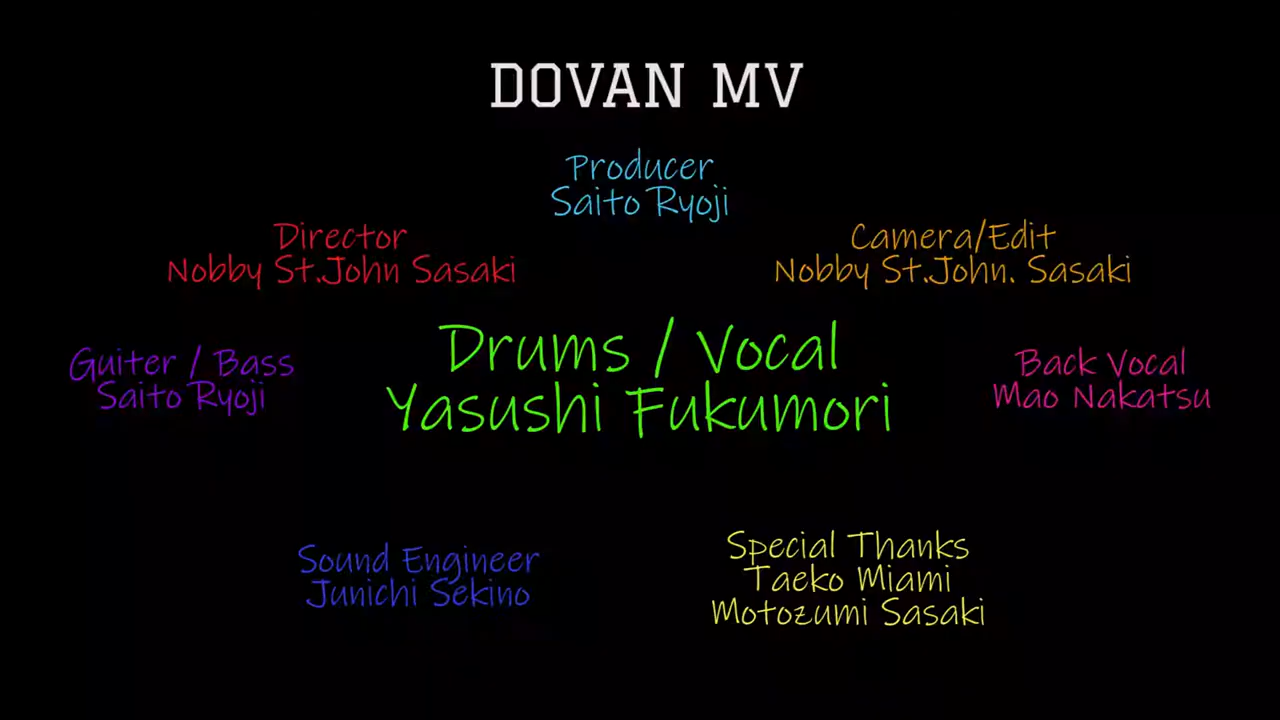 DOVAN MV
Producer
Saito Ryoji
Director
Nobby St.John Sasaki
Camera/Edit
Nobby St.John. Sasaki
Guiter / Bass
Saito Ryoji
Drums / Vocal
Yasushi Fukumori
Back Vocal
Mao Nakatsu
Sound Engineer
Junichi Sekino
Special Thanks
Taeko Miami
Motozumi Sasaki